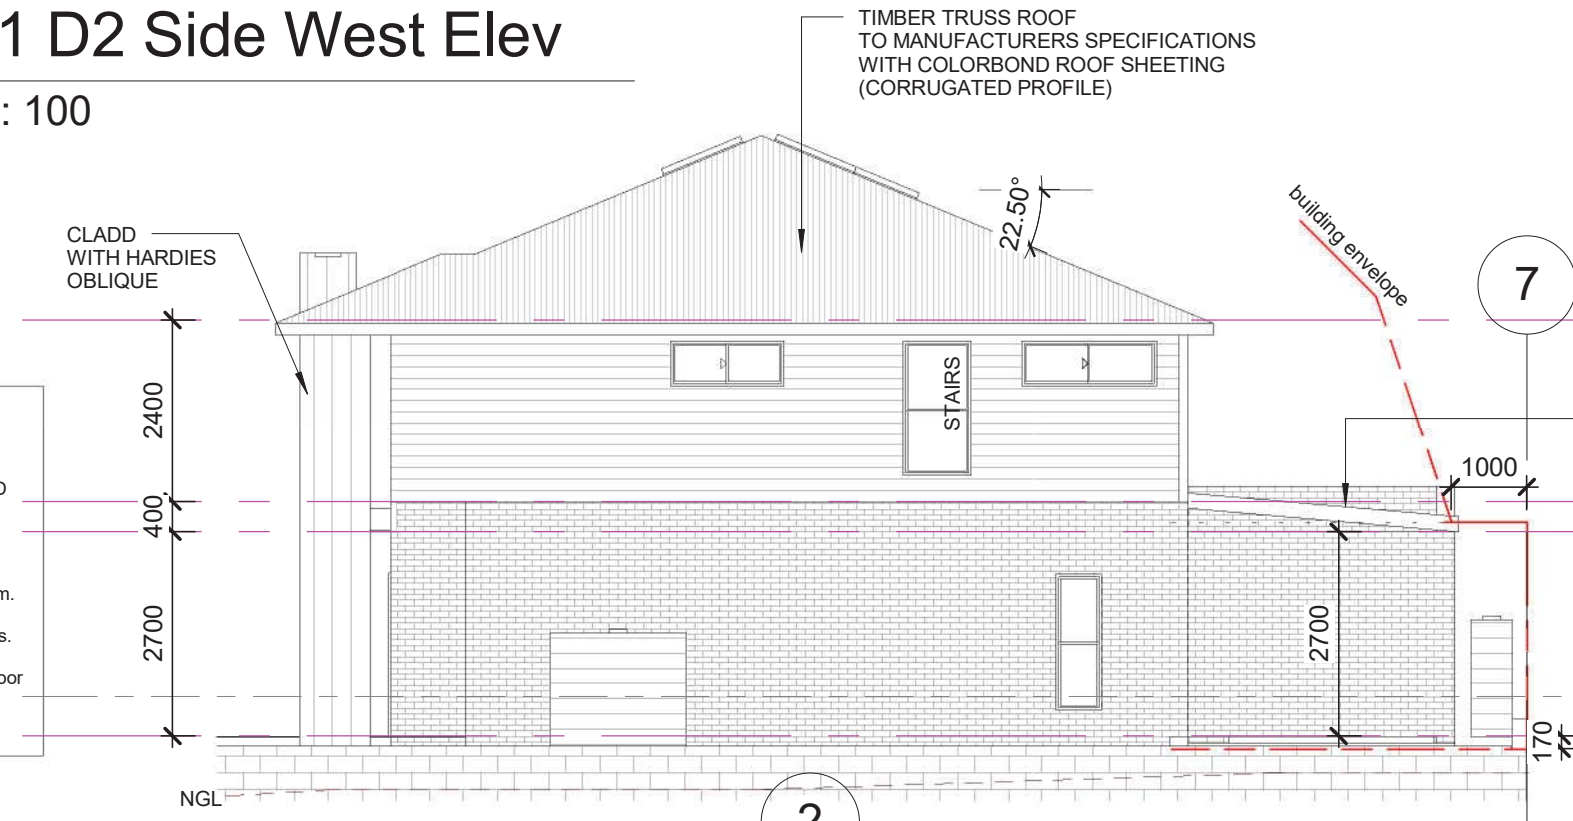 1 D2 Side West Elev
: 100
TIMBER TRUSS ROOF
TO MANUFACTURERS SPECIFICATIONS
WITH COLORBOND ROOF SHEETING
(CORRUGATED PROFILE)
CLADD
WITH HARDIES
OBLIQUE
22.50°
building envelope
7
2400
STAIRS
1000
400
m.
s.
oor
2700
2700
170
NGL
2